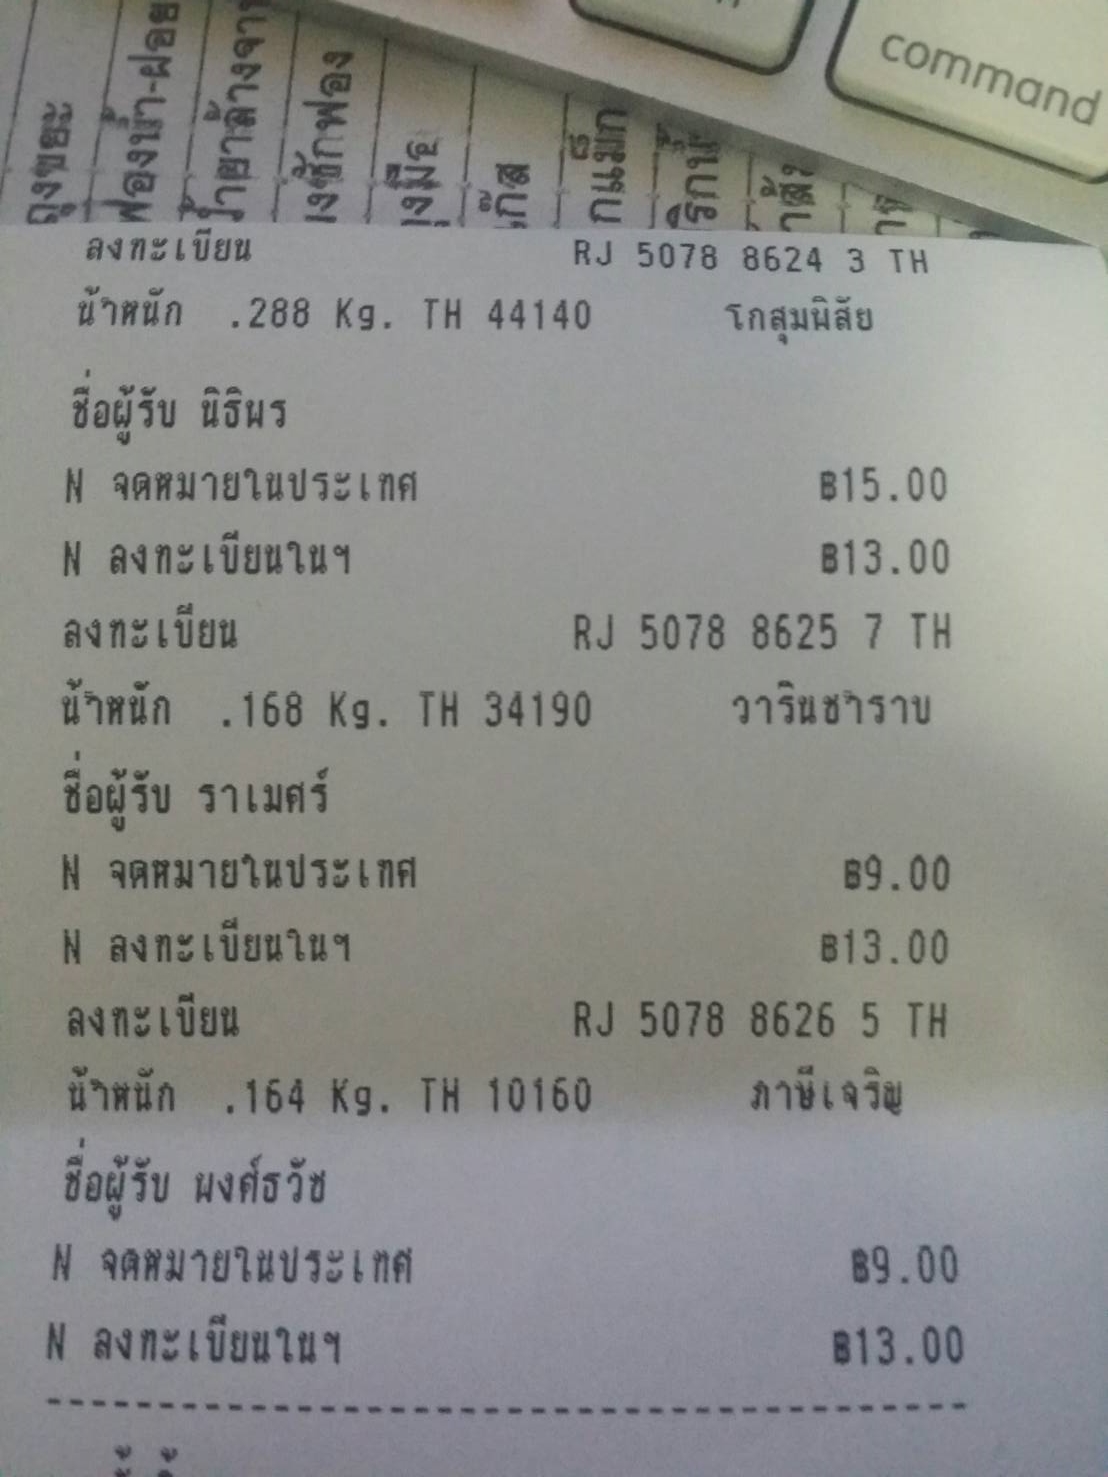 command
ถุงขยะ
ลงทะเบียน RJ 5078 8624 3 TH
น้ำหนัก .288 Kg. TH 44140 โกสุมพิสัย
ชื่อผู้รับ นิธิพร
N จดหมายในประเทศ ฿15.00
N ลงทะเบียนในฯ ฿13.00
ลงทะเบียน RJ 5078 8625 7 TH
น้ำหนัก .168 Kg. TH 34190 วารินชำราบ
ชื่อผู้รับ ราเมศร์
N จดหมายในประเทศ ฿9.00
N ลงทะเบียนในฯ ฿13.00
ลงทะเบียน RJ 5078 8626 5 TH
น้ำหนัก .164 Kg. TH 10160 ภาษีเจริญ
ชื่อผู้รับ พงศ์ธวัช
N จดหมายในประเทศ ฿9.00
N ลงทะเบียนในฯ ฿13.00